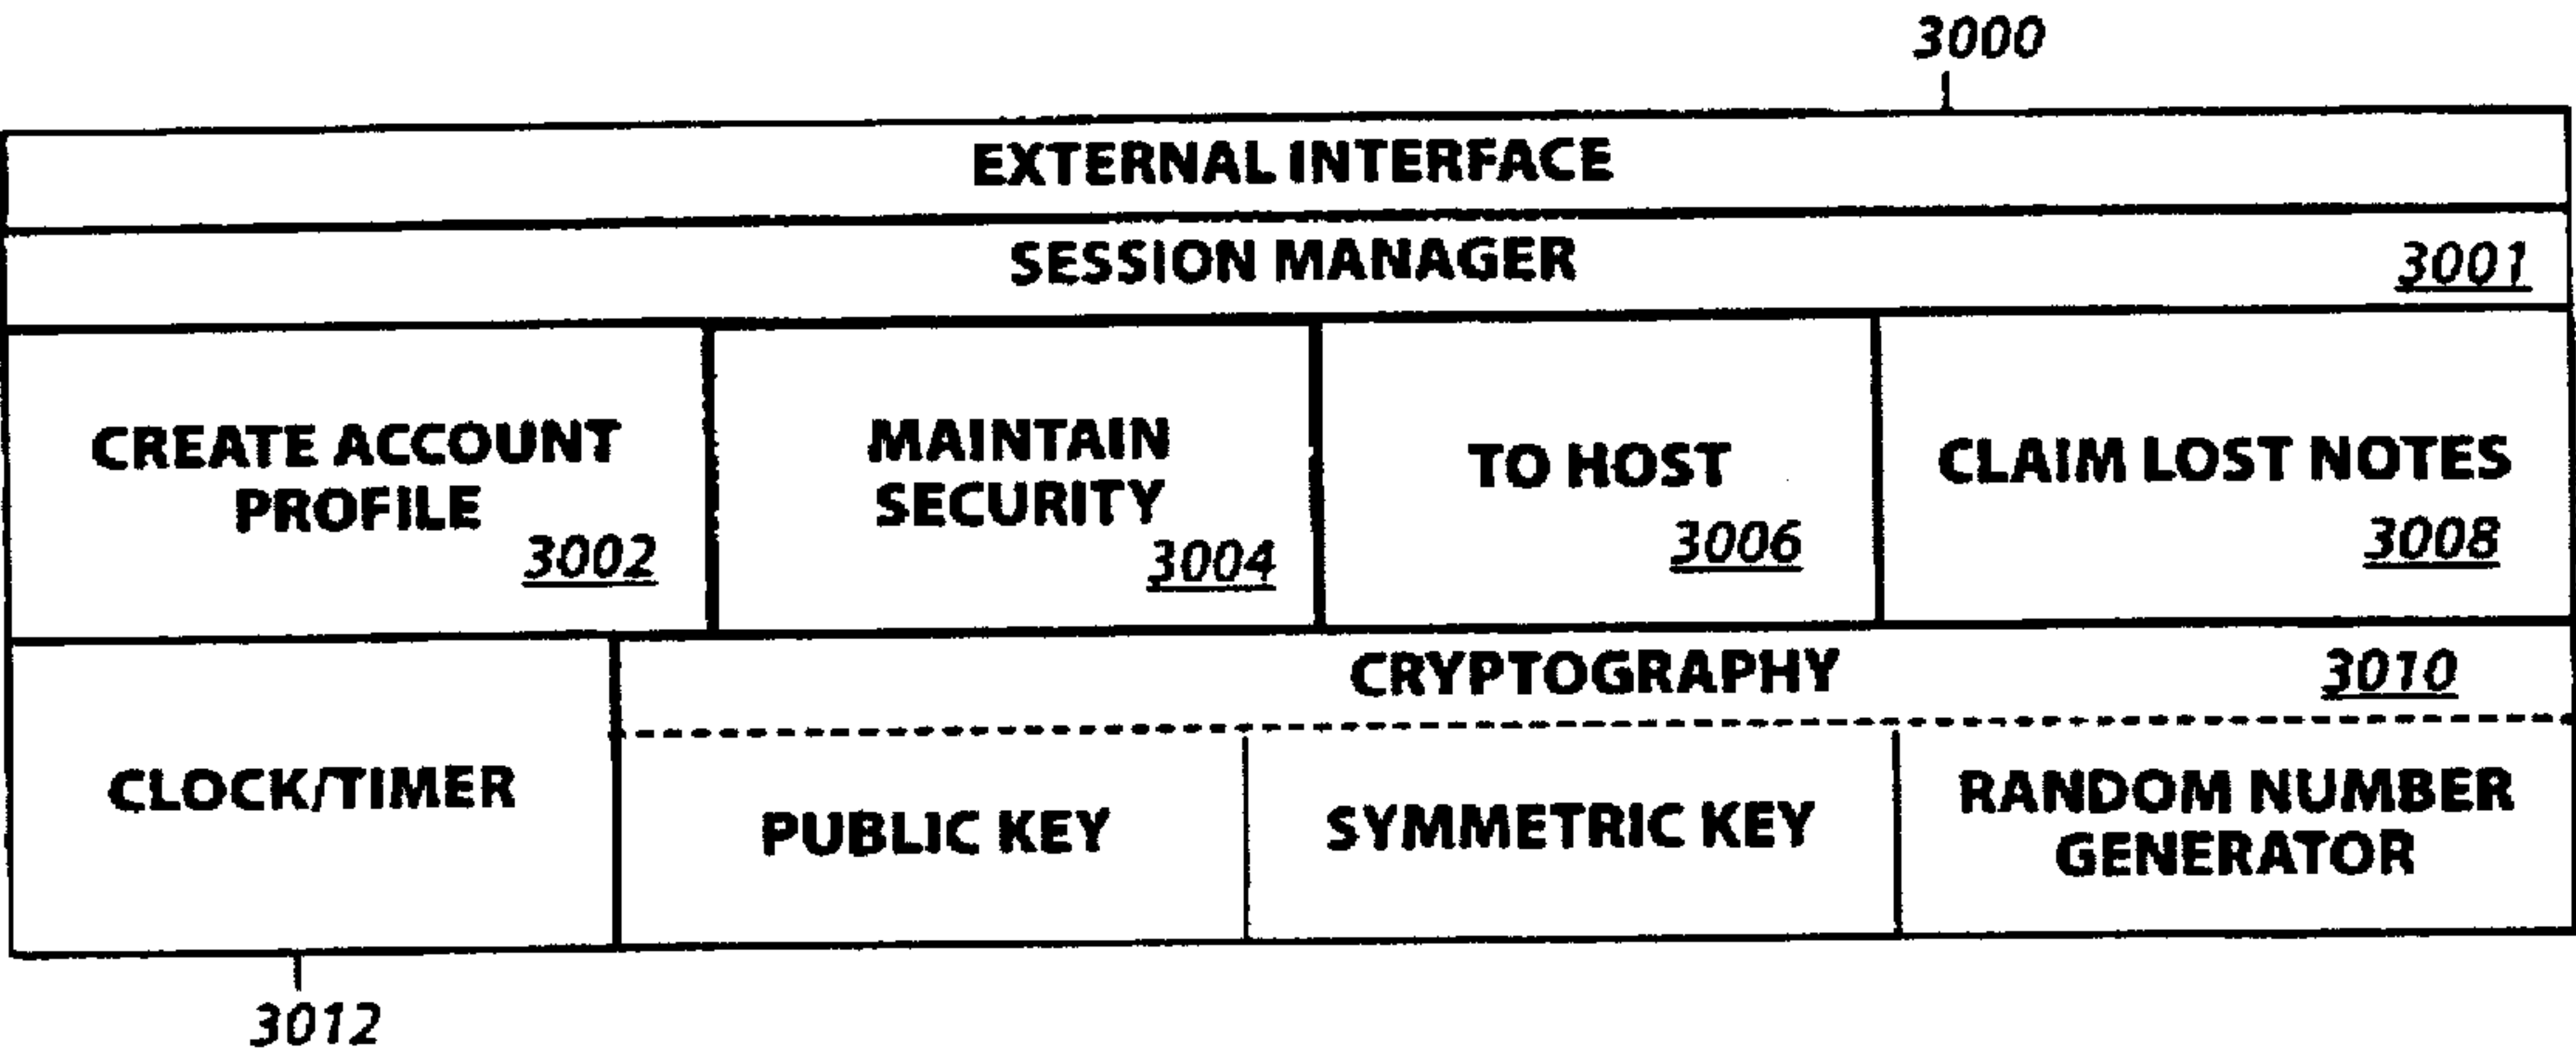 3000
EXTERNAL INTERFACE
SESSION MANAGER 3001
CREATE ACCOUNT
PROFILE
3002
MAINTAIN
SECURITY
3004
TO HOST
3006
CLAIM LOST NOTES
3008
CRYPTOGRAPHY 3010
CLOCK/TIMER
PUBLIC KEY
SYMMETRIC KEY
RANDOM NUMBER
GENERATOR
3012